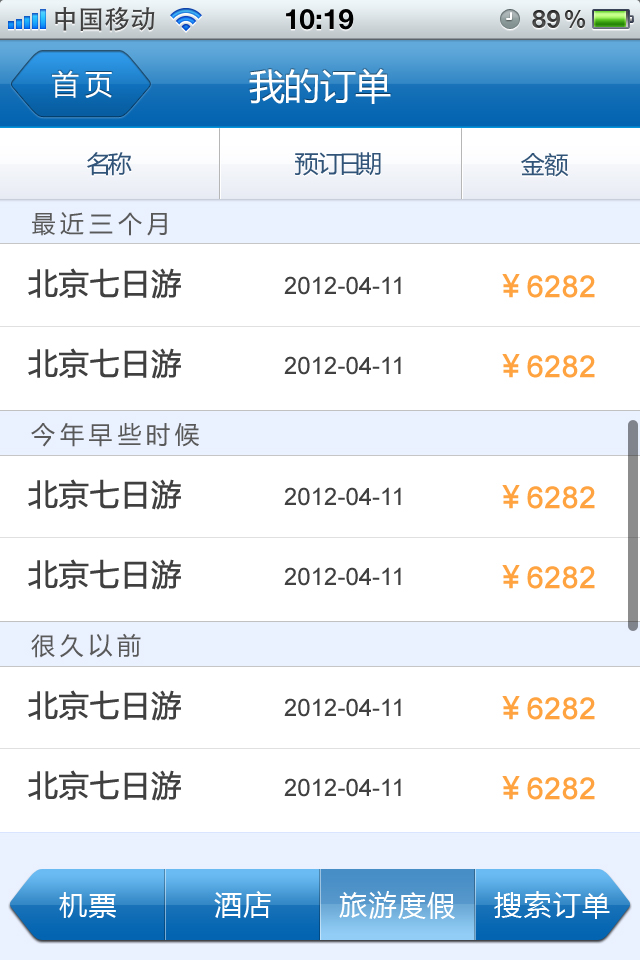 中国移动 10:19 89%
首页 我的订单
名称 预订日期 金额
最近三个月
北京七日游 2012-04-11 ¥6282
北京七日游 2012-04-11 ¥6282
今年早些时候
北京七日游 2012-04-11 ¥6282
北京七日游 2012-04-11 ¥6282
很久以前
北京七日游 2012-04-11 ¥6282
北京七日游 2012-04-11 ¥6282
机票 酒店 旅游度假 搜索订单